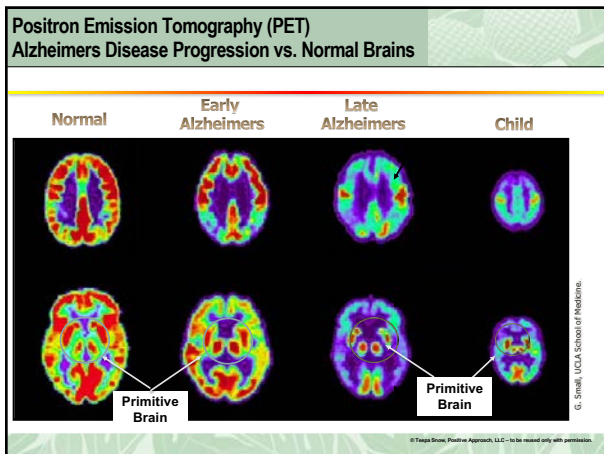 Positron Emission Tomography (PET)
Alzheimers Disease Progression vs. Normal Brains
Normal
Early
Alzheimers
Late
Alzheimers
Child
Primitive
Brain
Primitive
Brain
G. Small, UCLA School of Medicine.
© Teepa Snow, Positive Approach, LLC – to be reused only with permission.